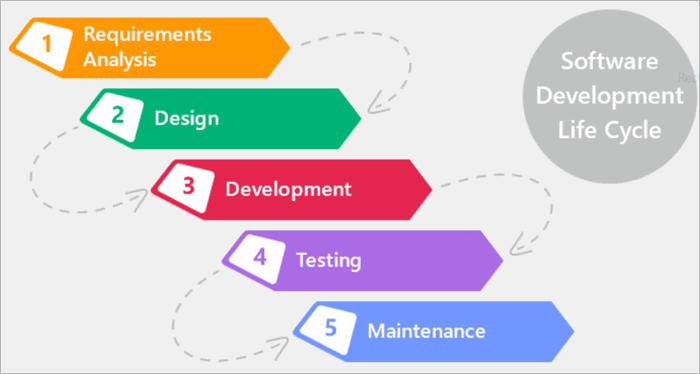 1
Requirements
Analysis
2
Design
3
Development
4
Testing
5
Maintenance
Software
Development
Life Cycle